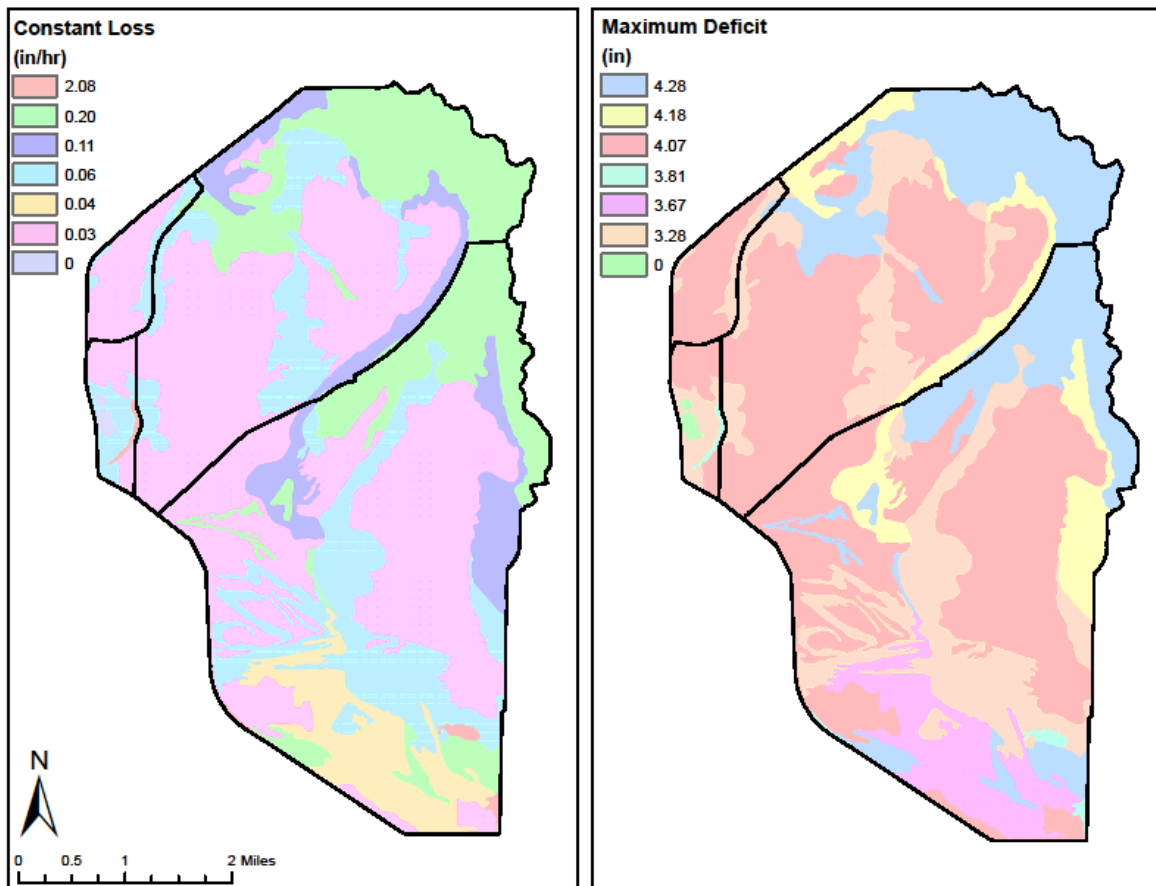 Constant Loss
(in/hr)
2.08
0.20
0.11
0.06
0.04
0.03
0
N
0 0.5 1 2 Miles
Maximum Deficit
(in)
4.28
4.18
4.07
3.81
3.67
3.28
0